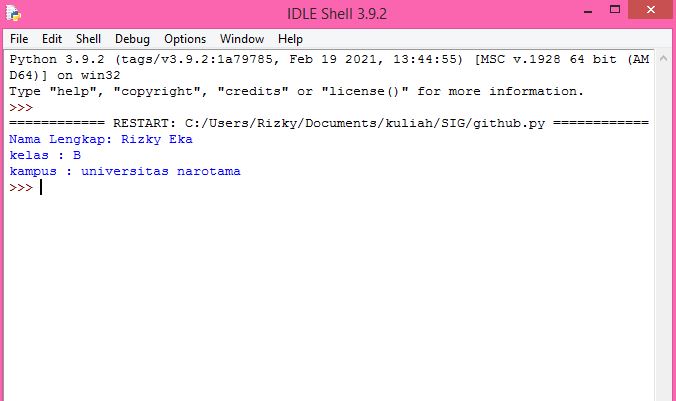 IDLE Shell 3.9.2
File Edit Shell Debug Options Window Help
Python 3.9.2 (tags/v3.9.2:1a79785, Feb 19 2021, 13:44:55) [MSC v.1928 64 bit (AM
D64)] on win32
Type "help", "copyright", "credits" or "license()" for more information.
>>>
============ RESTART: C:/Users/Rizky/Documents/kuliah/SIG/github.py ============
Nama Lengkap: Rizky Eka
kelas : B
kampus : universitas narotama
>>>